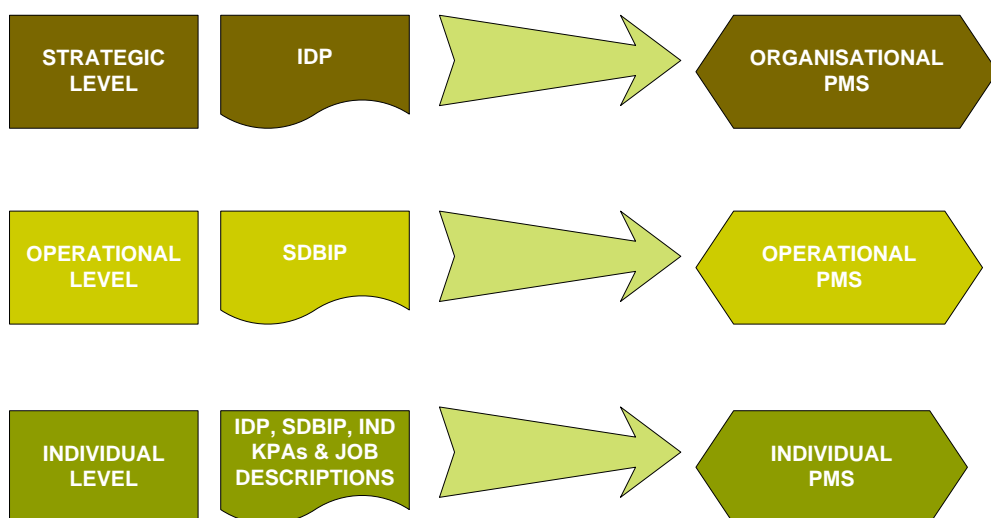 STRATEGIC
LEVEL
IDP
ORGANISATIONAL
PMS
OPERATIONAL
LEVEL
SDBIP
OPERATIONAL
PMS
INDIVIDUAL
LEVEL
IDP, SDBIP, IND
KPAs & JOB
DESCRIPTIONS
INDIVIDUAL
PMS